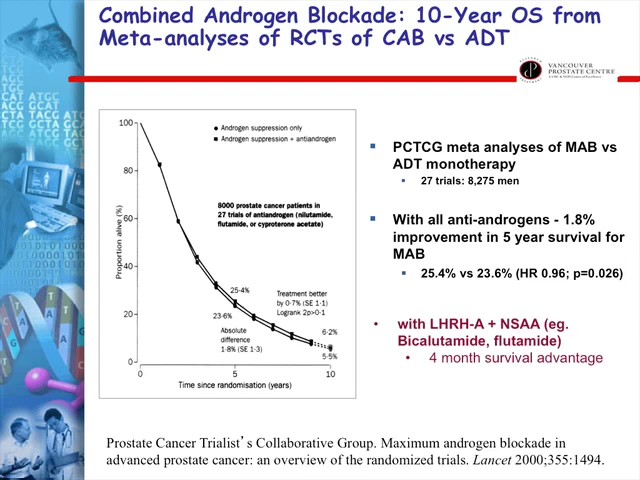 Combined Androgen Blockade: 10-Year OS from
Meta-analyses of RCTs of CAB vs ADT
VANCOUVER
PROSTATE CENTRE
100
80
60
40
20
0
Proportion alive (%)
Androgen suppression only
Androgen suppression + antiandrogen
8000 prostate cancer patients in
27 trials of antiandrogen (nilutamide,
flutamide, or cyproterone acetate)
25·4%
23·6%
Treatment better
by 0·7% (SE 1·1)
Logrank 2p>0·1
Absolute
difference
1·8% (SE 1·3)
6·2%
5·5%
0
5
10
Time since randomisation (years)
▪ PCTCG meta analyses of MAB vs
ADT monotherapy
▪ 27 trials: 8,275 men
▪ With all anti-androgens - 1.8%
improvement in 5 year survival for
MAB
▪ 25.4% vs 23.6% (HR 0.96; p=0.026)
• with LHRH-A + NSAA (eg.
Bicalutamide, flutamide)
• 4 month survival advantage
Prostate Cancer Trialist’s Collaborative Group. Maximum androgen blockade in
advanced prostate cancer: an overview of the randomized trials. Lancet 2000;355:1494.